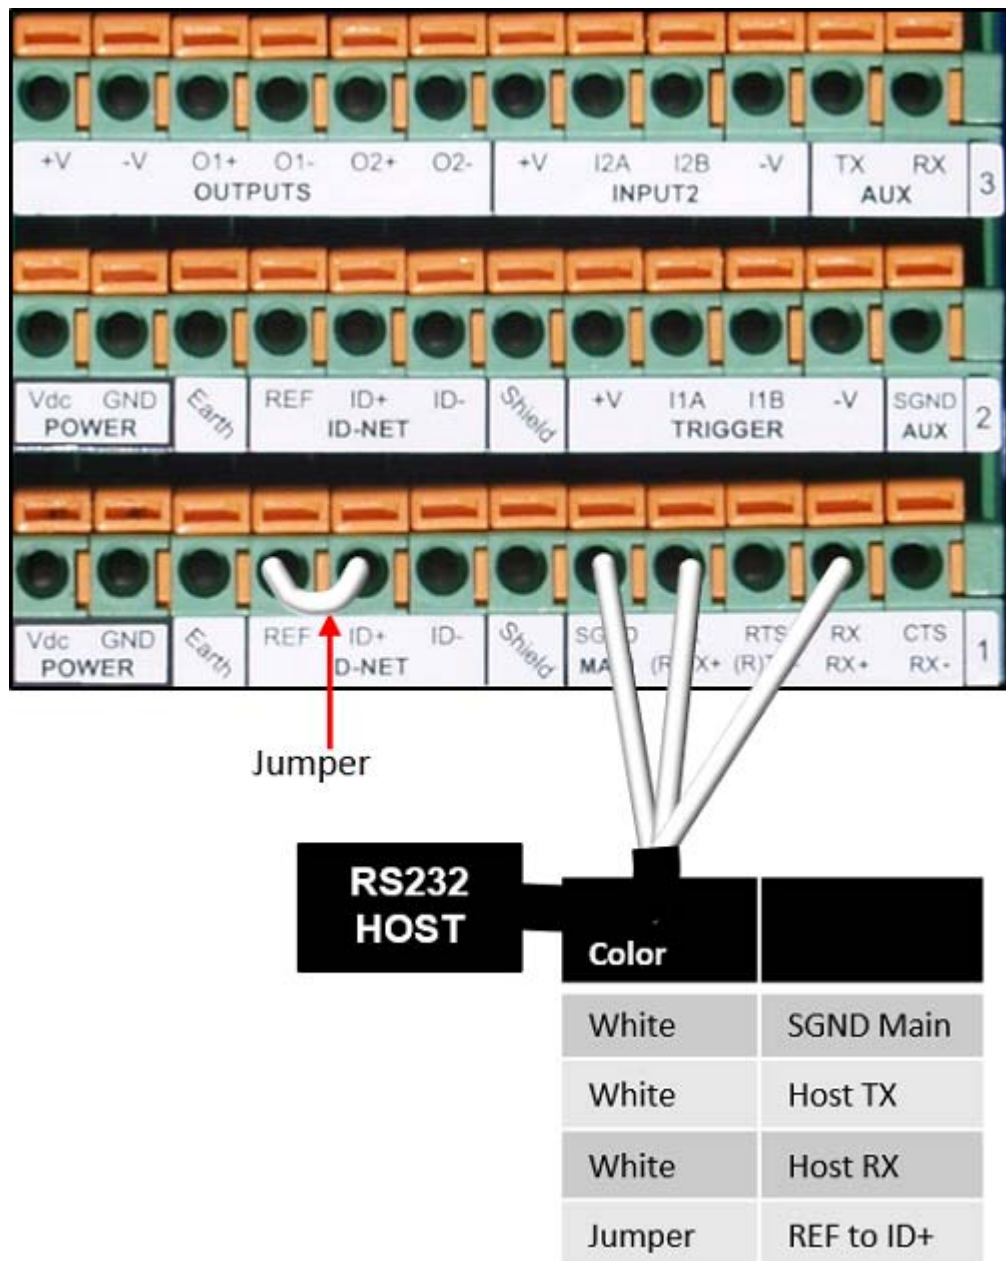 +V -V O1+ O1- O2+ O2- +V I2A I2B -V TX RX
OUTPUTS INPUT2 AUX 3
Vdc GND Earth REF ID+ ID- Shield +V I1A I1B -V SGND
POWER ID-NET TRIGGER AUX 2
Vdc GND Earth REF ID+ ID- Shield RTS RX CTS
POWER RX+ RX- 1
Jumper
RS232
HOST
Color
White SGND Main
White Host TX
White Host RX
Jumper REF to ID+